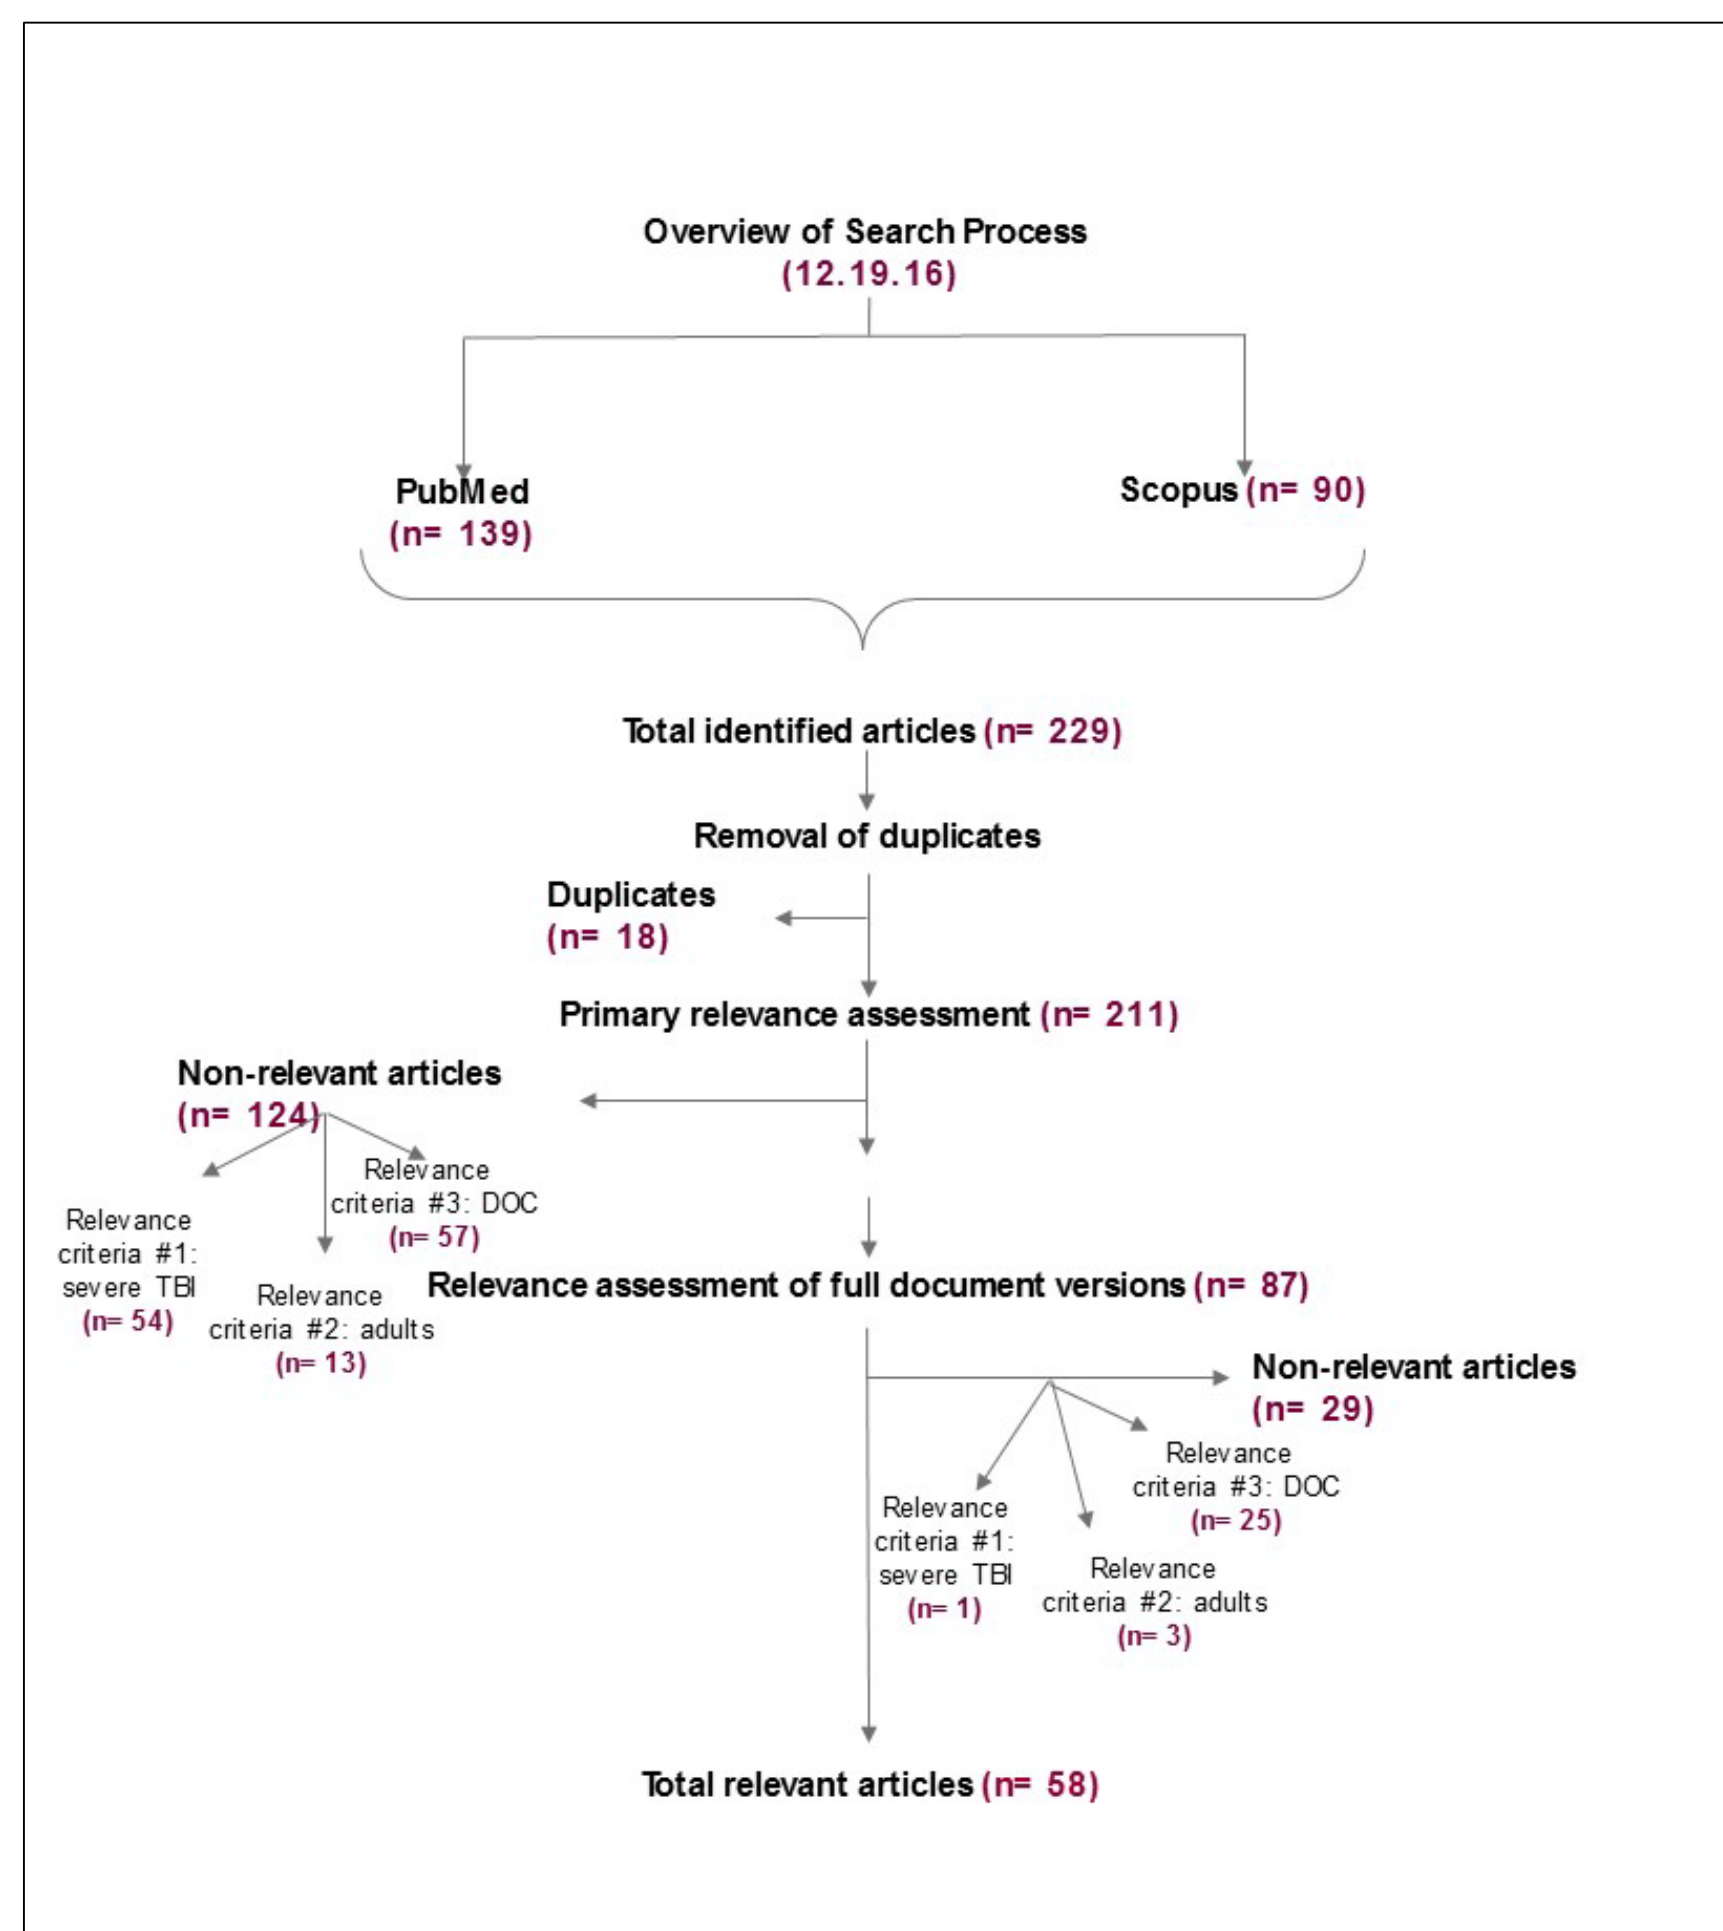 Overview of Search Process
(12.19.16)
PubMed
(n= 139)
Scopus (n= 90)
Total identified articles (n= 229)
Removal of duplicates
Duplicates
(n= 18)
Primary relevance assessment (n= 211)
Non-relevant articles
(n= 124)
Relevance
criteria #1:
severe TBI
(n= 54)
Relevance
criteria #2: adults
(n= 13)
Relevance
criteria #3: DOC
(n= 57)
Relevance assessment of full document versions (n= 87)
Non-relevant articles
(n= 29)
Relevance
criteria #1:
severe TBI
(n= 1)
Relevance
criteria #2: adults
(n= 3)
Relevance
criteria #3: DOC
(n= 25)
Total relevant articles (n= 58)